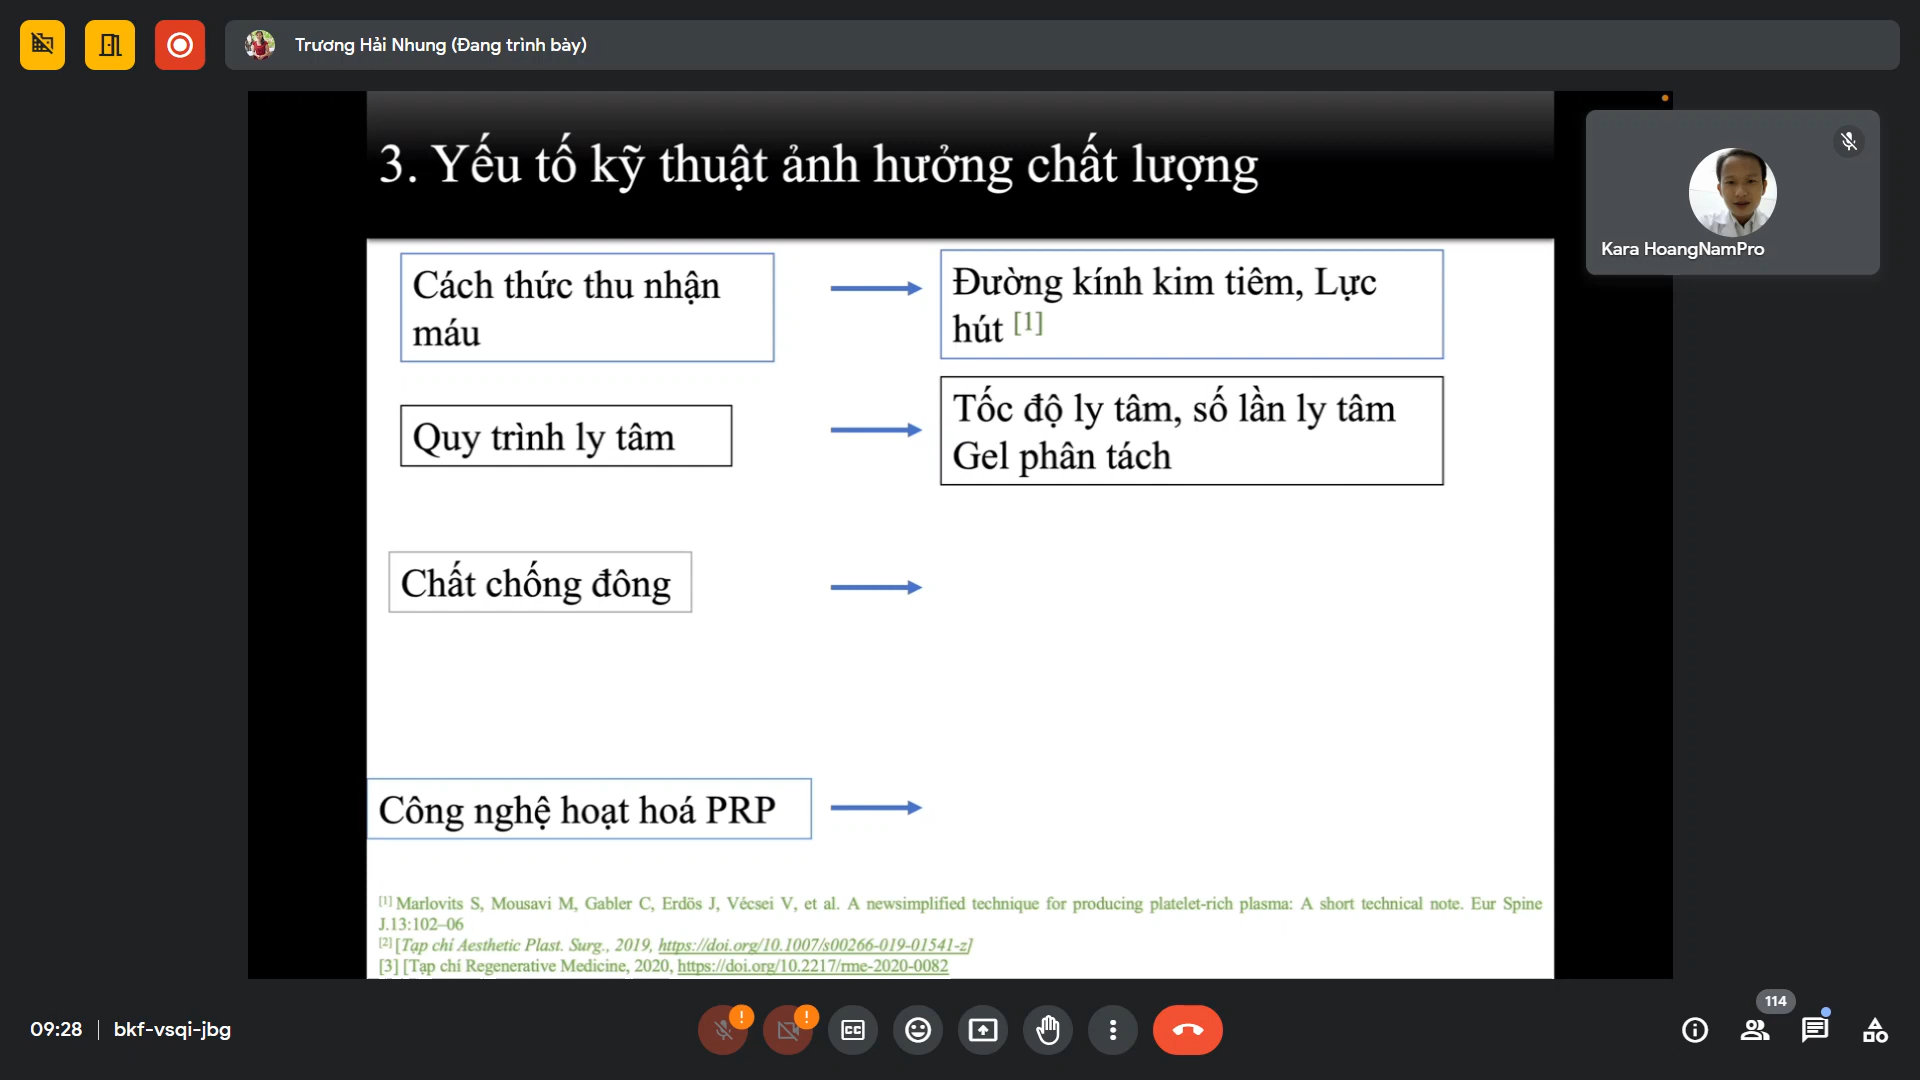 Trương Hải Nhung (Đang trình bày)
3. Yếu tố kỹ thuật ảnh hưởng chất lượng
Kara HoangNamPro
Cách thức thu nhận
máu
Đường kính kim tiêm, Lực
hút [1]
Quy trình ly tâm
Tốc độ ly tâm, số lần ly tâm
Gel phân tách
Chất chống đông
Công nghệ hoạt hoá PRP
[1] Marlovits S, Mousavi M, Gabler C, Erdös J, Vécsei V, et al. A newsimplified technique for producing platelet-rich plasma: A short technical note. Eur Spine
J.13:102–06
[2] [Tạp chí Aesthetic Plast. Surg., 2019, https://doi.org/10.1007/s00266-019-01541-z]
[3] [Tạp chí Regenerative Medicine, 2020, https://doi.org/10.2217/rme-2020-0082
09:28 | bkf-vsqi-jbg
CC
114